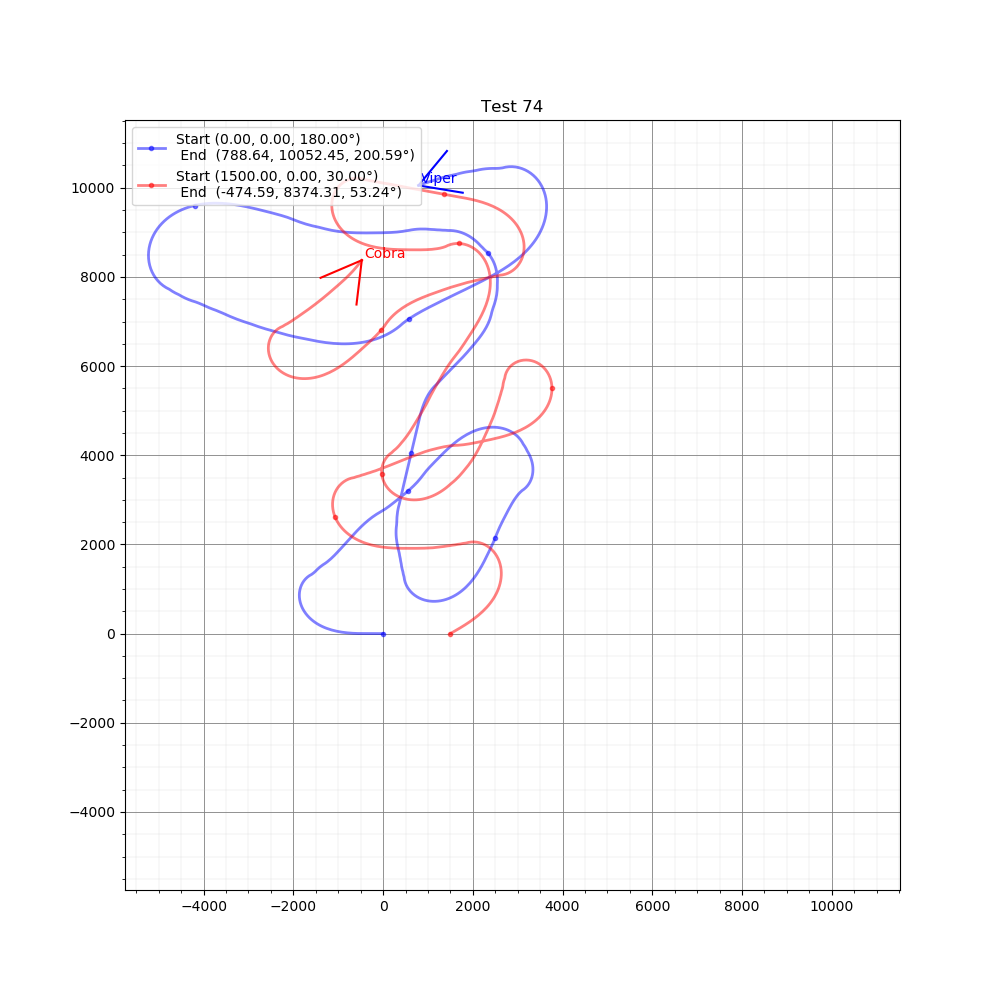 Test 74
Start (0.00, 0.00, 180.00°)
End (788.64, 10052.45, 200.59°)
Start (1500.00, 0.00, 30.00°)
End (-474.59, 8374.31, 53.24°)
Viper
Cobra
10000
8000
6000
4000
2000
0
−2000
−4000
−4000 −2000 0 2000 4000 6000 8000 10000